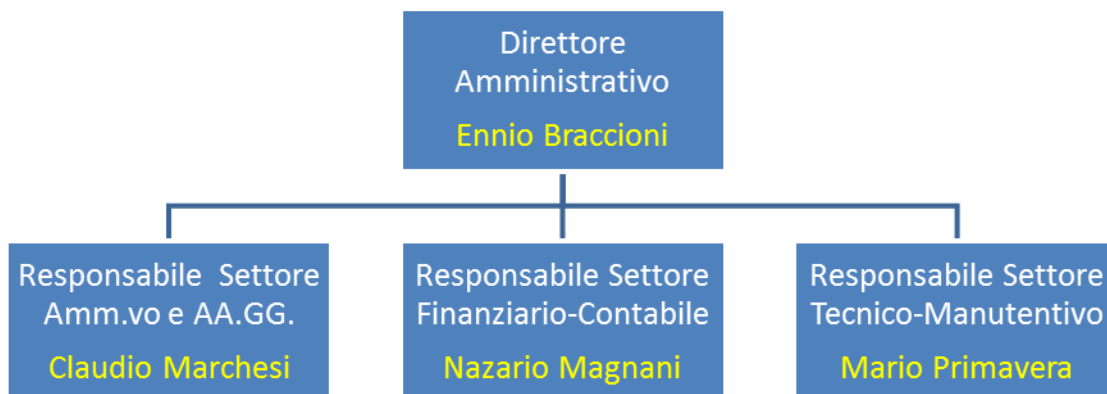 Direttore
Amministrativo
Ennio Braccioni
Responsabile Settore
Amm.vo e AA.GG.
Claudio Marchesi
Responsabile Settore
Finanziario-Contabile
Nazario Magnani
Responsabile Settore
Tecnico-Manutentivo
Mario Primavera